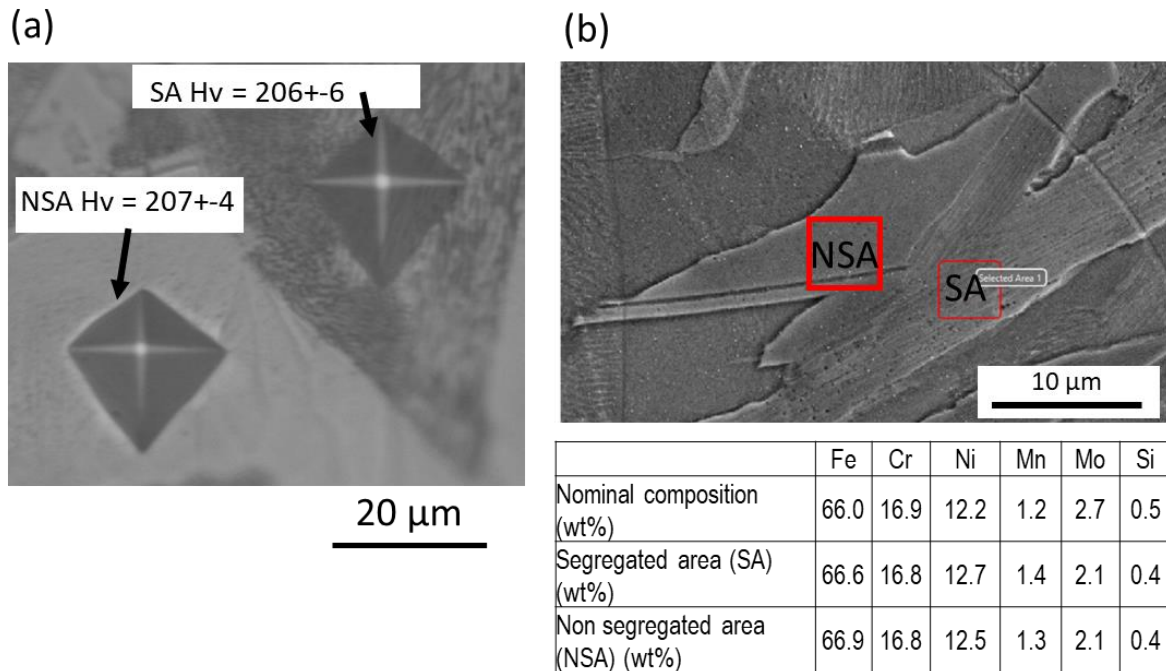 (a)
SA Hv = 206+-6
NSA Hv = 207+-4
20 µm
(b)
NSA
SA
Selected Area 1
10 µm
Fe Cr Ni Mn Mo Si
Nominal composition (wt%) 66.0 16.9 12.2 1.2 2.7 0.5
Segregated area (SA) (wt%) 66.6 16.8 12.7 1.4 2.1 0.4
Non segregated area (NSA) (wt%) 66.9 16.8 12.5 1.3 2.1 0.4